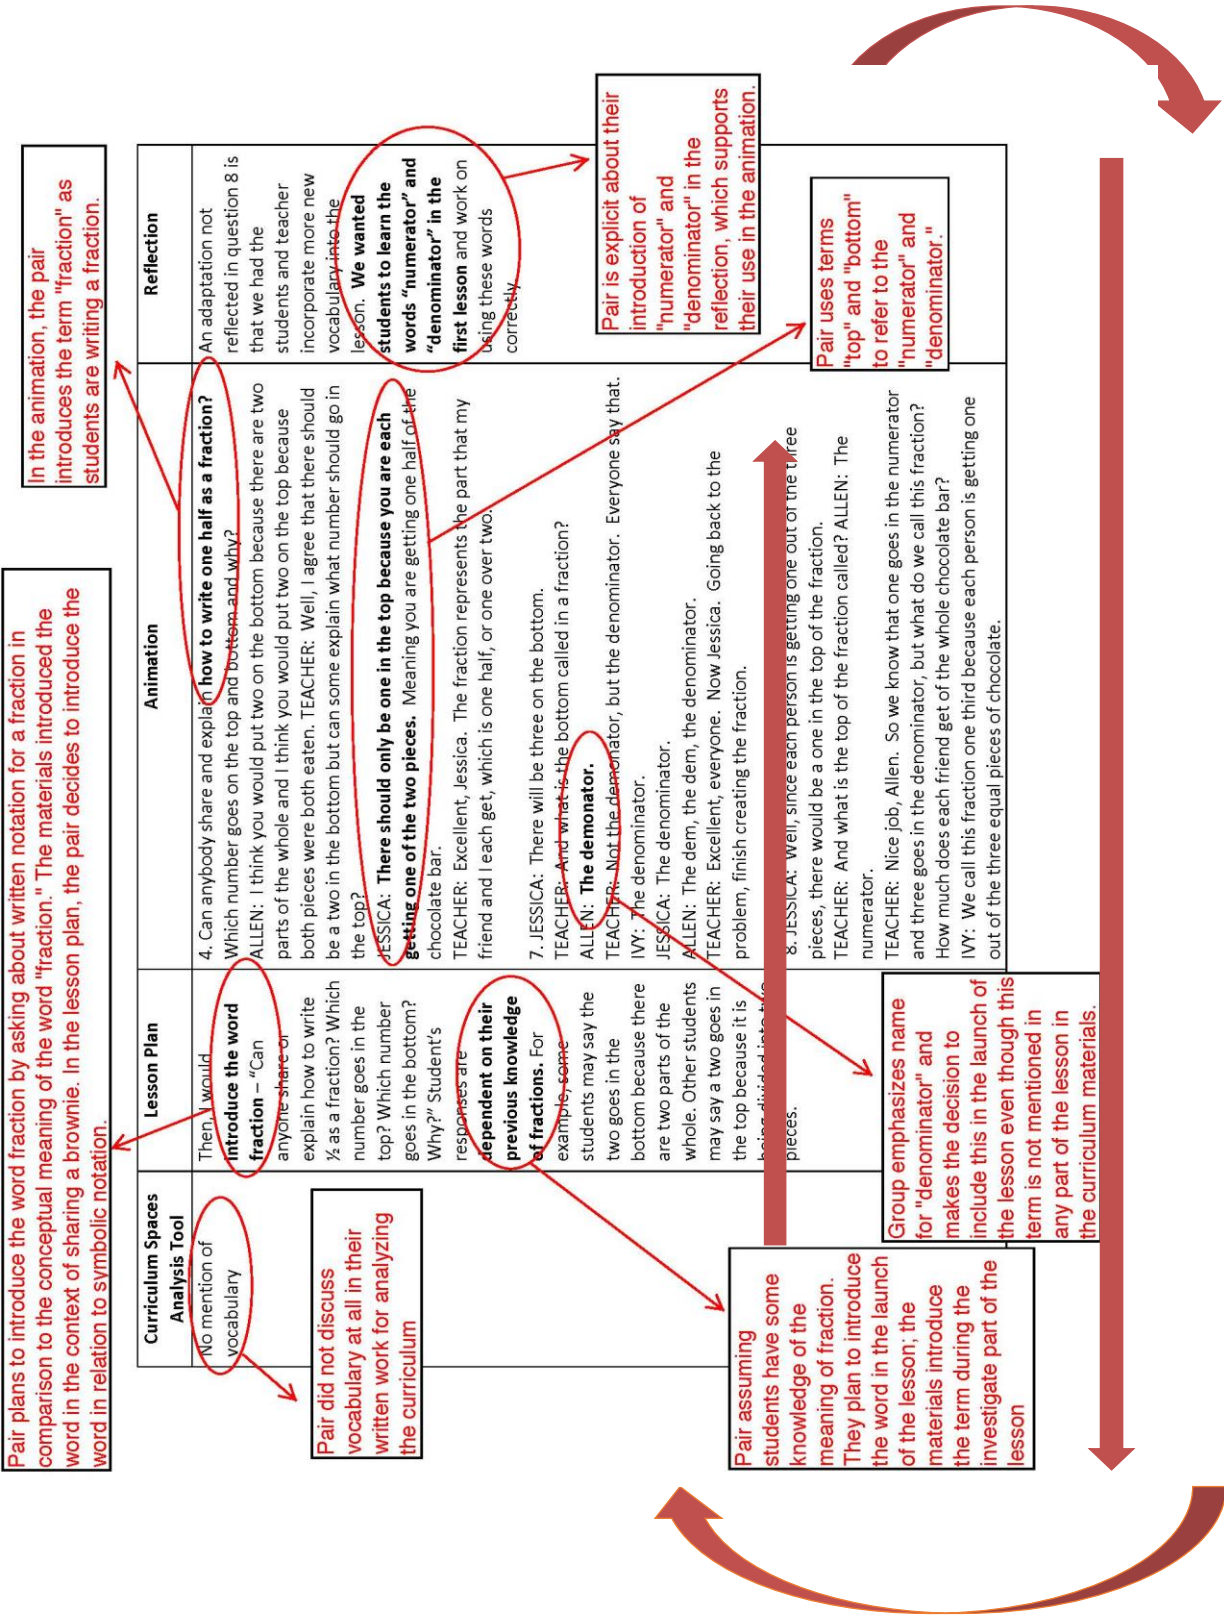 Pair plans to introduce the word fraction by asking about written notation for a fraction in
comparison to the conceptual meaning of the word "fraction." The materials introduced the
word in the context of sharing a brownie. In the lesson plan, the pair decides to introduce the
word in relation to symbolic notation.
In the animation, the pair
introduces the term "fraction" as
students are writing a fraction.
Curriculum Spaces
Analysis Tool
No mention of
vocabulary
Lesson Plan
Then, I would
introduce the word
fraction – "Can
anyone share or
explain how to write
½ as a fraction? Which
number goes in the
top? Which number
goes in the bottom?
Why?" Student's
responses are
dependent on their
previous knowledge
of fractions. For
example, some
students may say the
two goes in the
bottom because there
are two parts of the
whole. Other students
may say a two goes in
the top because it is
being divided into two
pieces.
Animation
4. Can anybody share and explain how to write one half as a fraction?
Which number goes on the top and bottom and why?
ALLEN: I think you would put two on the bottom because there are two
parts of the whole and I think you would put two on the top because
both pieces were both eaten. TEACHER: Well, I agree that there should
be a two in the bottom but can some explain what number should go in
the top?
JESSICA: There should only be one in the top because you are each
getting one of the two pieces. Meaning you are getting one half of the
chocolate bar.
TEACHER: Excellent, Jessica. The fraction represents the part that my
friend and I each get, which is one half, or one over two.
7. JESSICA: There will be three on the bottom.
TEACHER: And what is the bottom called in a fraction?
ALLEN: The demonator.
TEACHER: Not the demonator, but the denominator. Everyone say that.
IVY: The denominator.
JESSICA: The denominator.
ALLEN: The dem, the dem, the denominator.
TEACHER: Excellent, everyone. Now Jessica. Going back to the
problem, finish creating the fraction.
8. JESSICA: Well, since each person is getting one out of the three
pieces, there would be a one in the top of the fraction.
TEACHER: And what is the top of the fraction called? ALLEN: The
numerator.
TEACHER: Nice job, Allen. So we know that one goes in the numerator
and three goes in the denominator, but what do we call this fraction?
How much does each friend get of the whole chocolate bar?
IVY: We call this fraction one third because each person is getting one
out of the three equal pieces of chocolate.
Reflection
An adaptation not
reflected in question 8 is
that we had the
students and teacher
incorporate more new
vocabulary into the
lesson. We wanted
students to learn the
words "numerator" and
"denominator" in the
first lesson and work on
using these words
correctly.
Pair did not discuss
vocabulary at all in their
written work for analyzing
the curriculum
Pair is explicit about their
introduction of
"numerator" and
"denominator" in the
reflection, which supports
their use in the animation.
Pair assuming
students have some
knowledge of the
meaning of fraction.
They plan to introduce
the word in the launch
of the lesson; the
materials introduce
the term during the
investigate part of the
lesson
Group emphasizes name
for "denominator" and
makes the decision to
include this in the launch of
the lesson even though this
term is not mentioned in
any part of the lesson in
the curriculum materials.
Pair uses terms
"top" and "bottom"
to refer to the
"numerator" and
"denominator."